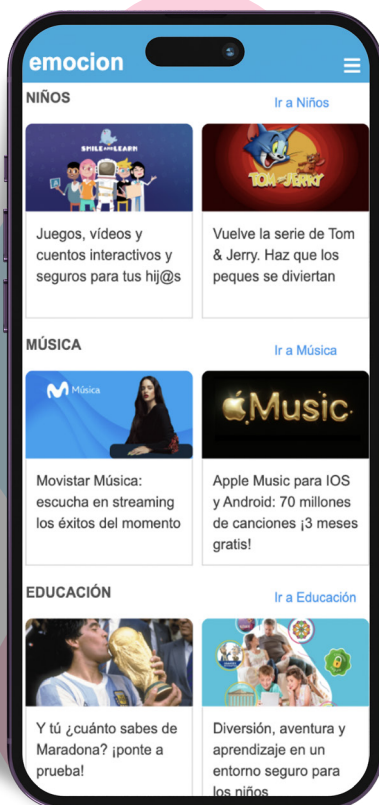 emocion
NIÑOS
Ir a Niños
SMILE AND LEARN
TOM AND JERRY
Juegos, vídeos y
cuentos interactivos y
seguros para tus hij@s
Vuelve la serie de Tom
& Jerry. Haz que los
peques se diviertan
MÚSICA
Ir a Música
Música
Music
Movistar Música:
escucha en streaming
los éxitos del momento
Apple Music para IOS
y Android: 70 millones
de canciones ¡3 meses
gratis!
EDUCACIÓN
Ir a Educación
Y tú ¿cuánto sabes de
Maradona? ¡ponte a
prueba!
Diversión, aventura y
aprendizaje en un
entorno seguro para
los niños